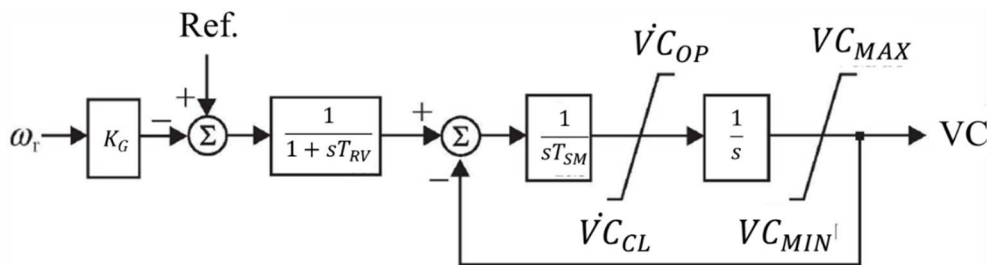 Ref.
V̇C_OP
VC_MAX
+
ω_r
K_G
−
Σ
1
1 + sT_RV
+
Σ
−
1
sT_SM
1
s
VC
V̇C_CL
VC_MIN